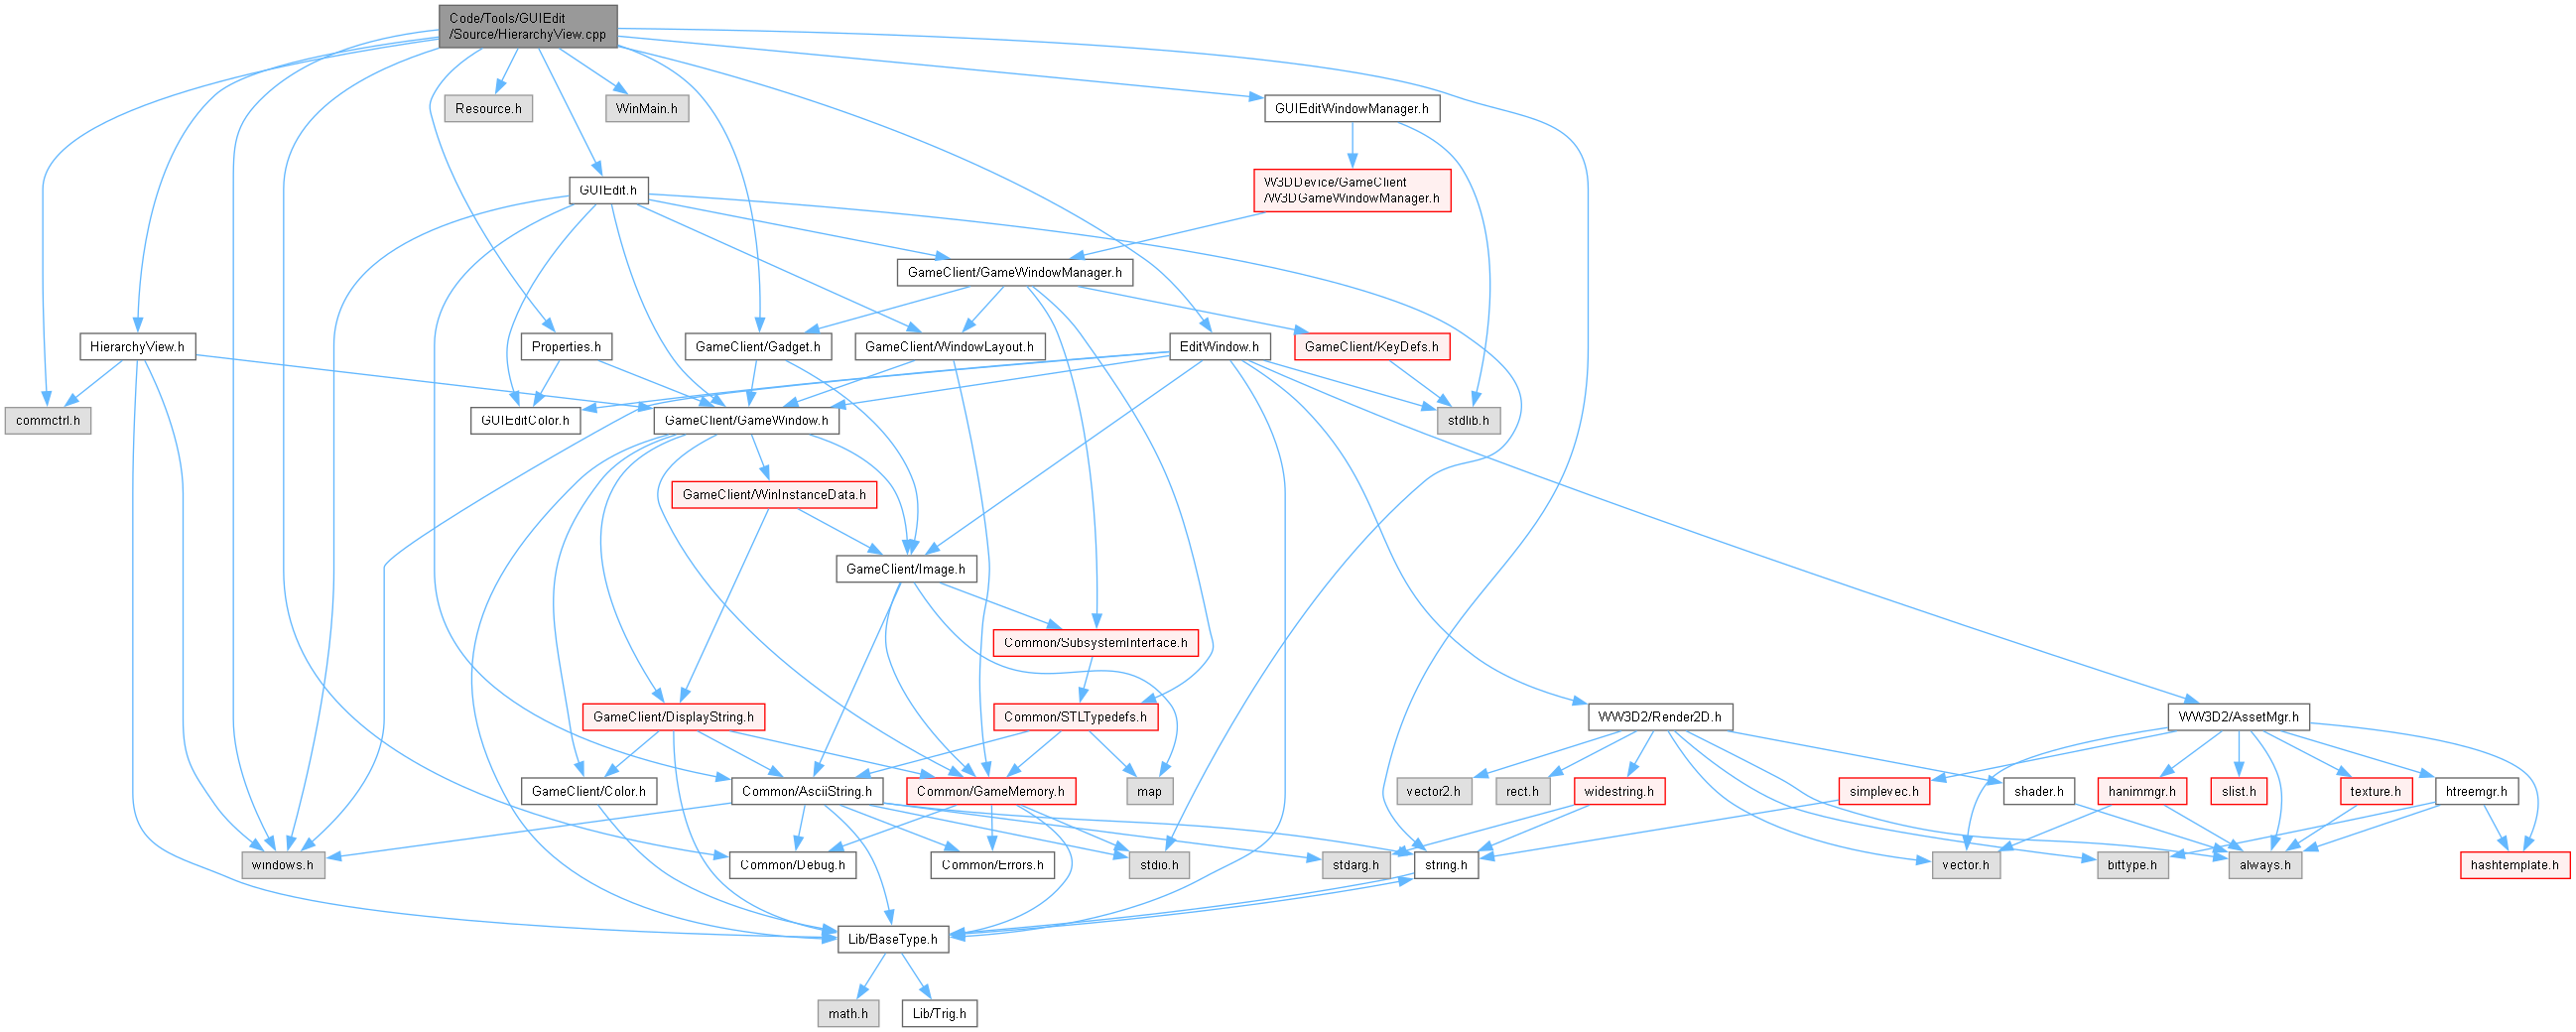 Code/Tools/GUIEdit
/Source/HierarchyView.cpp
Resource.h
WinMain.h
GUIEditWindowManager.h
GUIEdit.h
W3DDevice/GameClient
/W3DGameWindowManager.h
GameClient/GameWindowManager.h
HierarchyView.h
Properties.h
GameClient/Gadget.h
GameClient/WindowLayout.h
EditWindow.h
GameClient/KeyDefs.h
commctrl.h
GUIEditColor.h
GameClient/GameWindow.h
stdlib.h
GameClient/WinInstanceData.h
GameClient/Image.h
Common/SubsystemInterface.h
GameClient/DisplayString.h
Common/STLTypedefs.h
WW3D2/Render2D.h
WW3D2/AssetMgr.h
GameClient/Color.h
Common/AsciiString.h
Common/GameMemory.h
map
vector2.h
rect.h
widestring.h
simplevec.h
shader.h
hanimmgr.h
slist.h
texture.h
htreemgr.h
windows.h
Common/Debug.h
Common/Errors.h
stdio.h
stdarg.h
string.h
vector.h
bittype.h
always.h
hashtemplate.h
Lib/BaseType.h
math.h
Lib/Trig.h